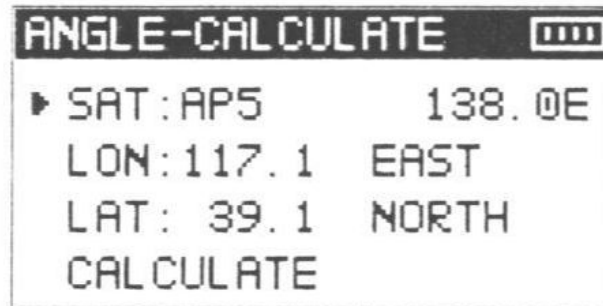 ANGLE-CALCULATE
SAT:AP5 138.0E
LON:117.1 EAST
LAT: 39.1 NORTH
CALCULATE